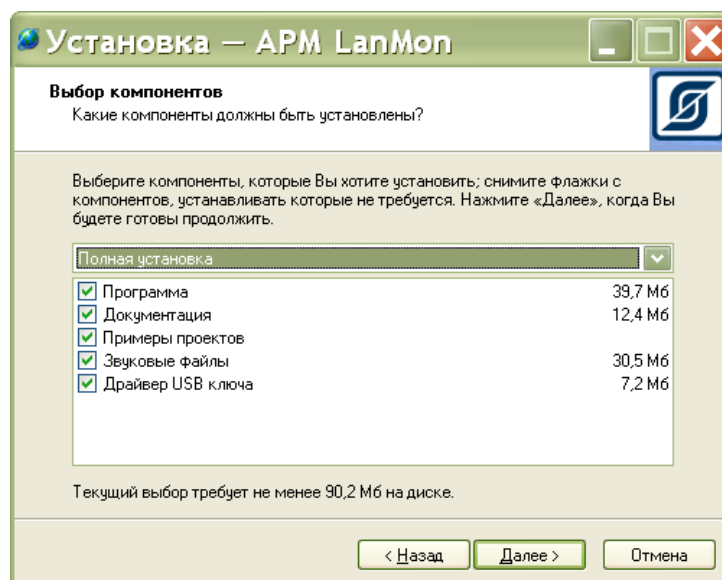 Установка — АРМ LanMon
Выбор компонентов
Какие компоненты должны быть установлены?
Выберите компоненты, которые Вы хотите установить; снимите флажки с
компонентов, устанавливать которые не требуется. Нажмите «Далее», когда Вы
будете готовы продолжить.
Полная установка
Программа 39,7 Мб
Документация 12,4 Мб
Примеры проектов
Звуковые файлы 30,5 Мб
Драйвер USB ключа 7,2 Мб
Текущий выбор требует не менее 90,2 Мб на диске.
< Назад Далее > Отмена